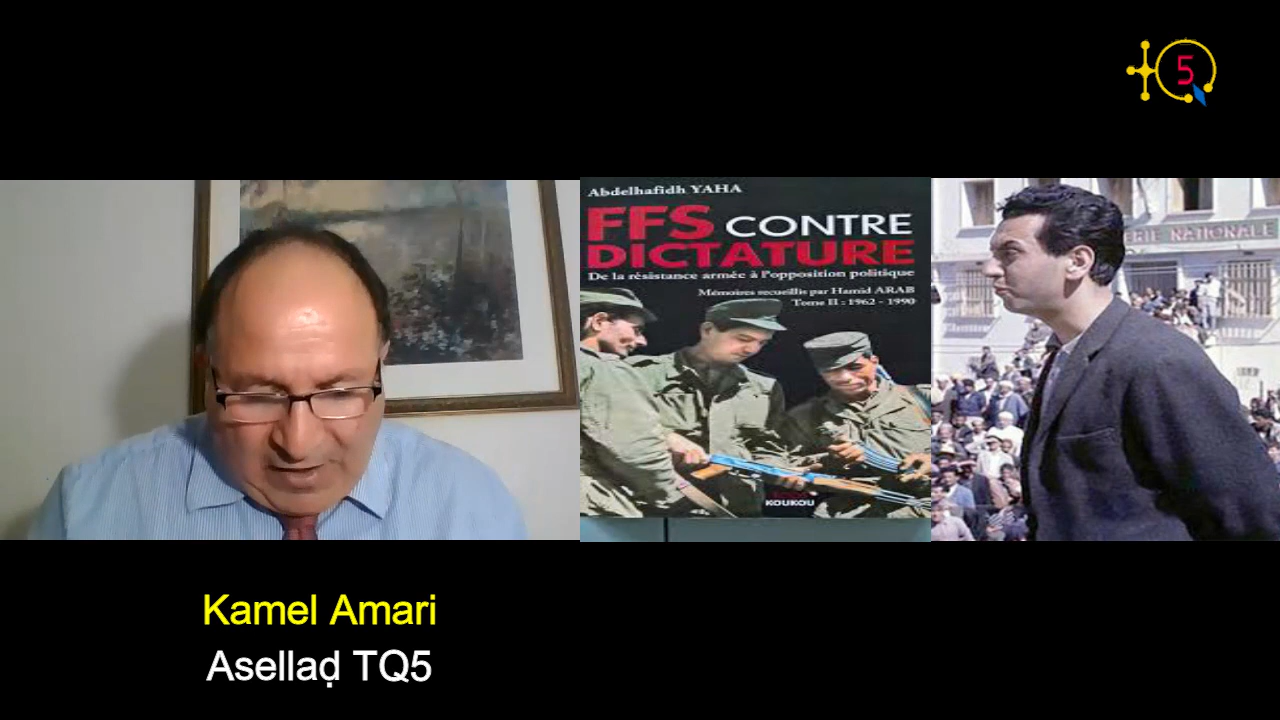 5
Abdelhafidh YAHA
FFS CONTRE
DICTATURE
De la résistance armée à l'opposition politique
Mémoires recueillis par Hamid ARAB
Tome II : 1962 - 1990
KOUKOU
RIE NATIONALE
Kamel Amari
Asellaḍ TQ5